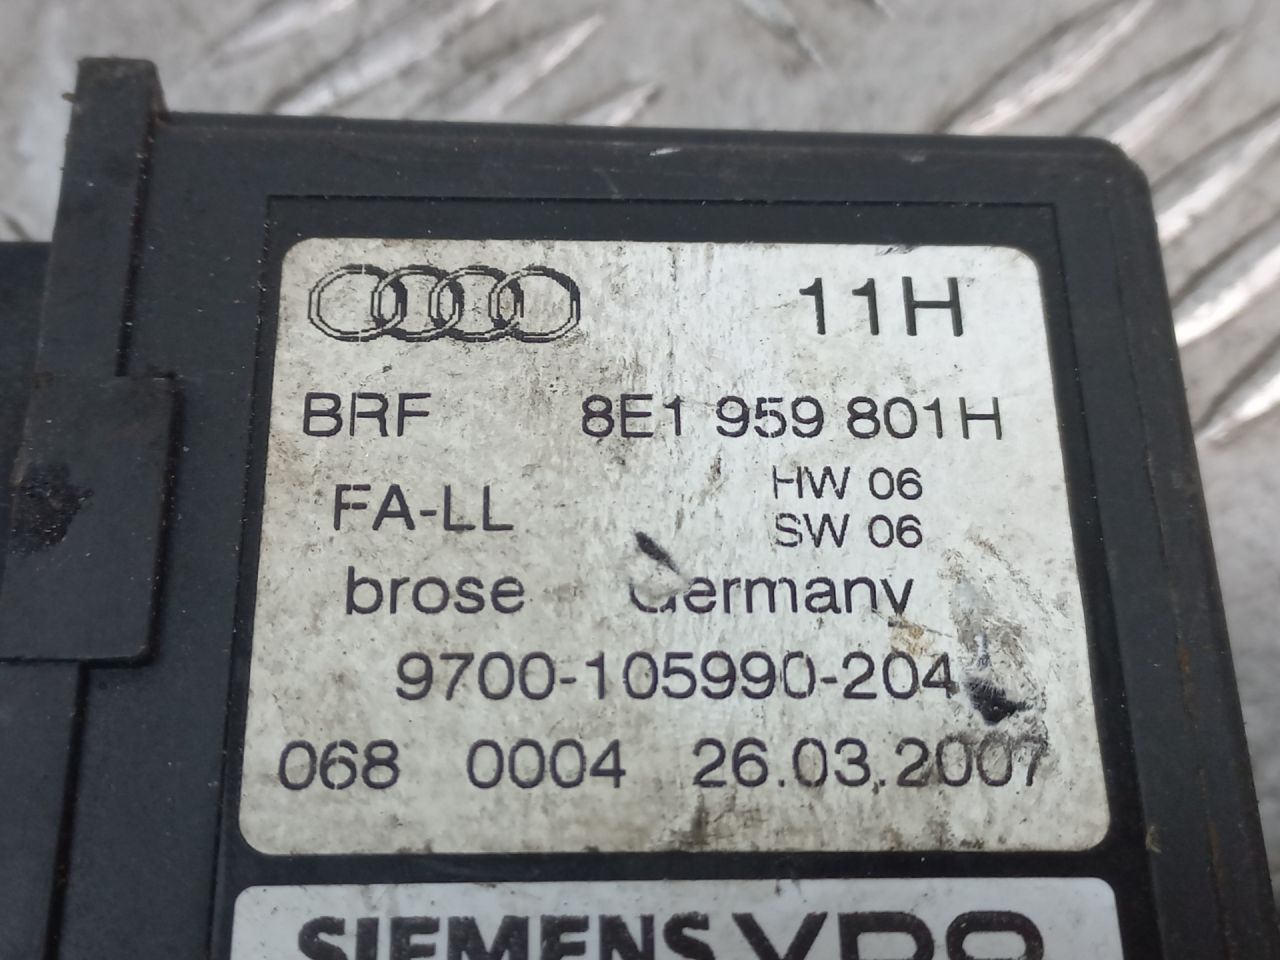 11H
BRF 8E1 959 801H
HW 06
FA-LL
SW 06
brose Germany
9700-105990-204
068 0004 26.03.2007
SIEMENS VDO